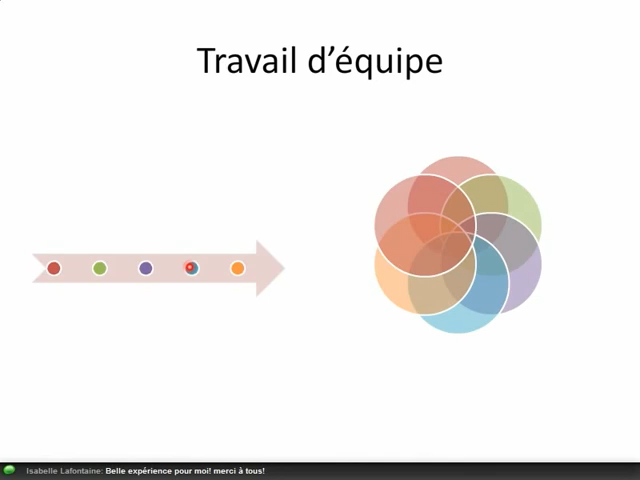 Travail d’équipe
Isabelle Lafontaine: Belle expérience pour moi! merci à tous!